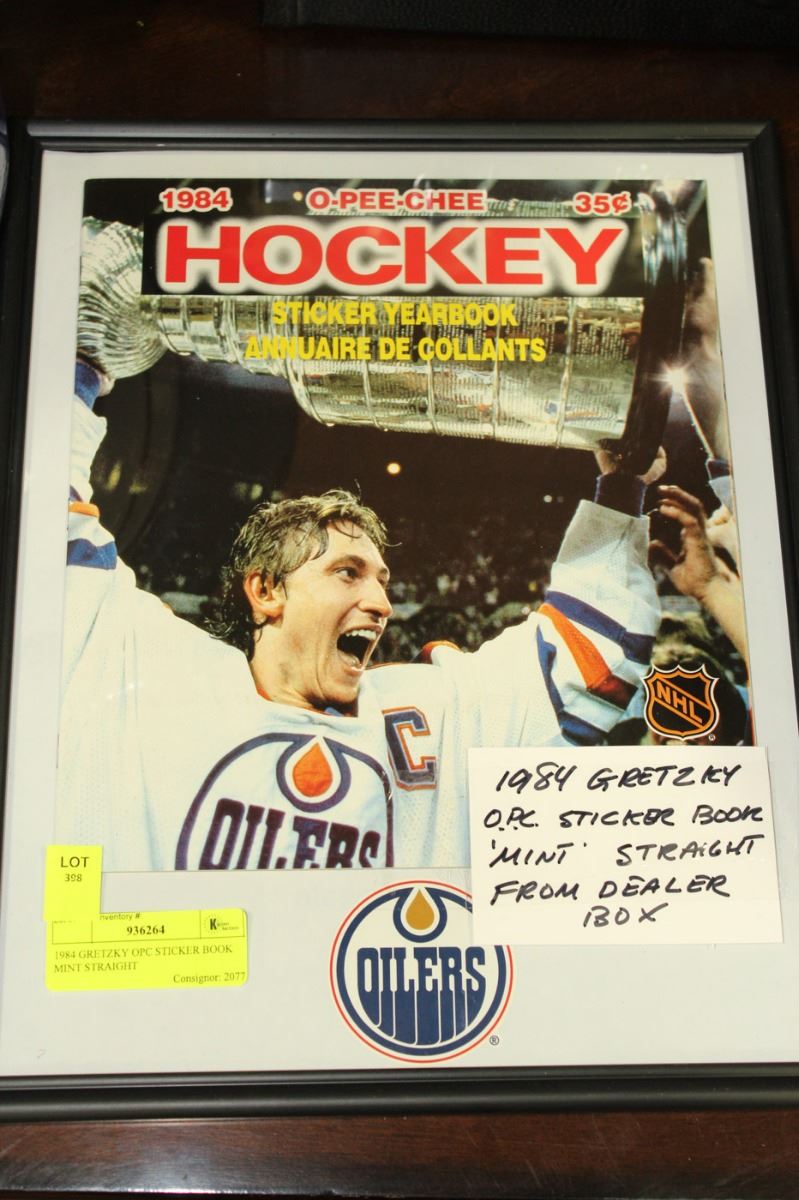 1984 O-PEE-CHEE 35¢
HOCKEY
STICKER YEARBOOK
ANNUAIRE DE COLLANTS
C
NHL
OILERS
1984 GRETZKY
O.P.C. STICKER BOOK
'MINT' STRAIGHT
FROM DEALER
BOX
LOT
398
nventory #:
936264
1984 GRETZKY OPC STICKER BOOK
MINT STRAIGHT
Consignor: 2077
OILERS
®